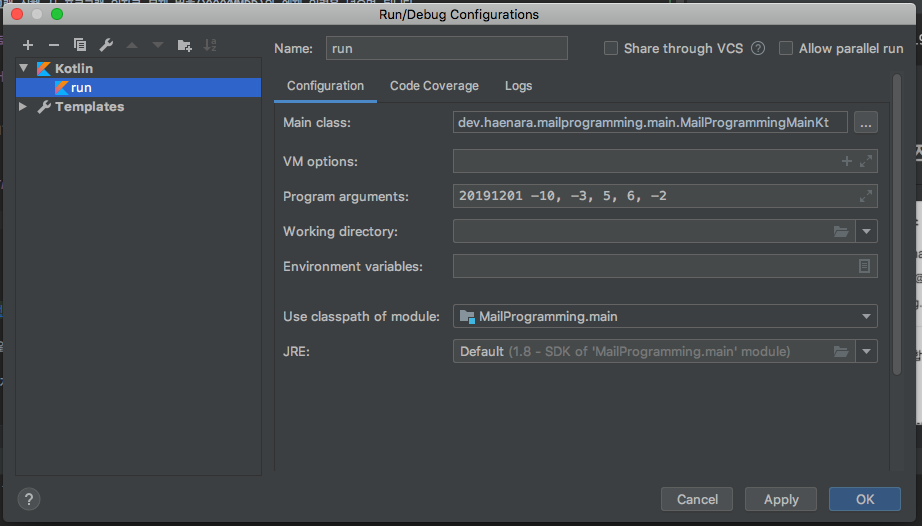 Run/Debug Configurations
Name: run
Share through VCS ?
Allow parallel run
Kotlin
run
Templates
Configuration Code Coverage Logs
Main class: dev.haenara.mailprogramming.main.MailProgrammingMainKt ...
VM options:
Program arguments: 20191201 -10, -3, 5, 6, -2
Working directory:
Environment variables:
Use classpath of module: MailProgramming.main
JRE: Default (1.8 - SDK of 'MailProgramming.main' module)
? Cancel Apply OK